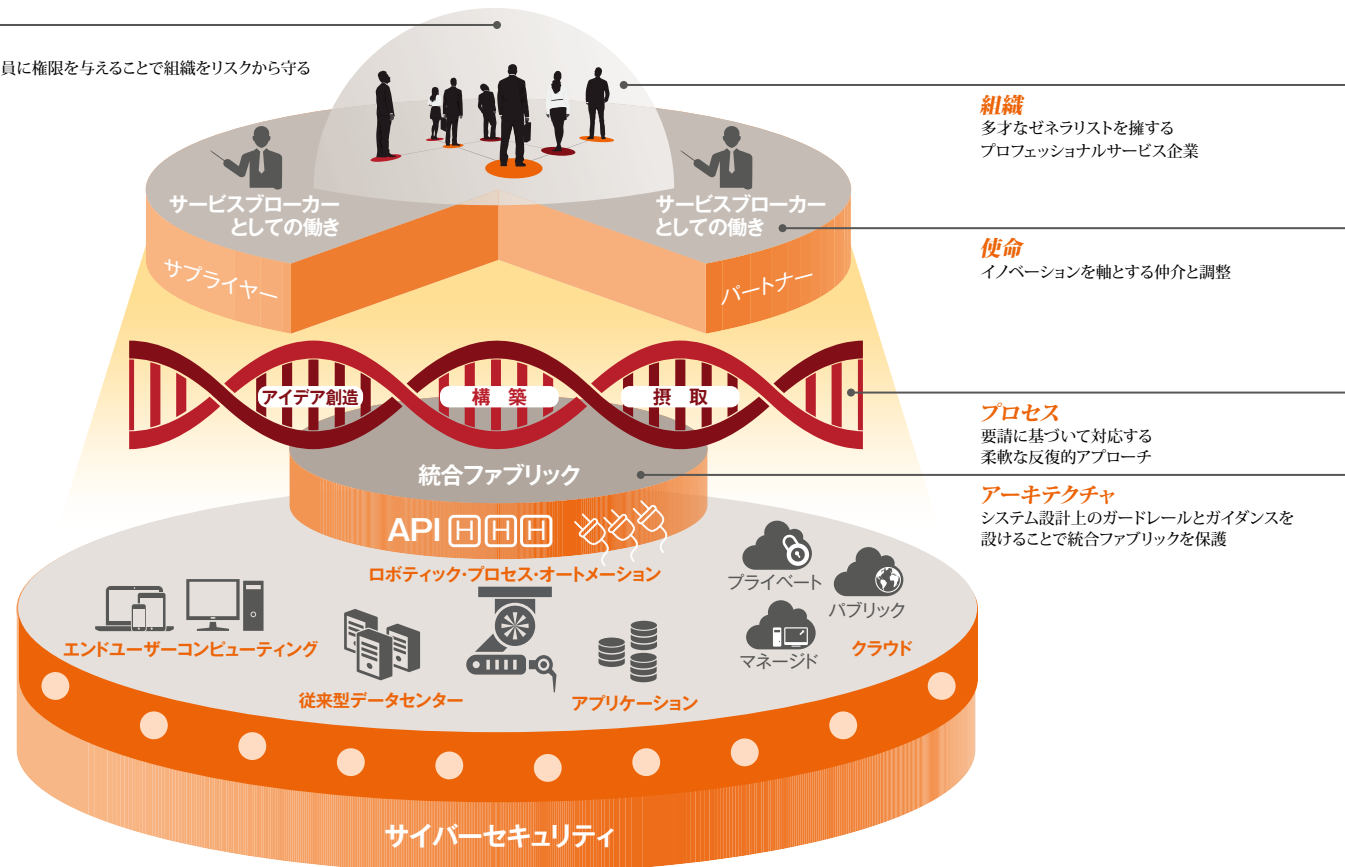 員に権限を与えることで組織をリスクから守る
組織
多才なゼネラリストを擁する
プロフェッショナルサービス企業
サービスブローカー
としての働き
サービスブローカー
としての働き
使命
イノベーションを軸とする仲介と調整
サプライヤー
パートナー
アイデア創造
構築
摂取
プロセス
要請に基づいて対応する
柔軟な反復的アプローチ
統合ファブリック
アーキテクチャ
システム設計上のガードレールとガイダンスを
設けることで統合ファブリックを保護
API
ロボティック・プロセス・オートメーション
プライベート
パブリック
マネージド
クラウド
エンドユーザーコンピューティング
従来型データセンター
アプリケーション
サイバーセキュリティ